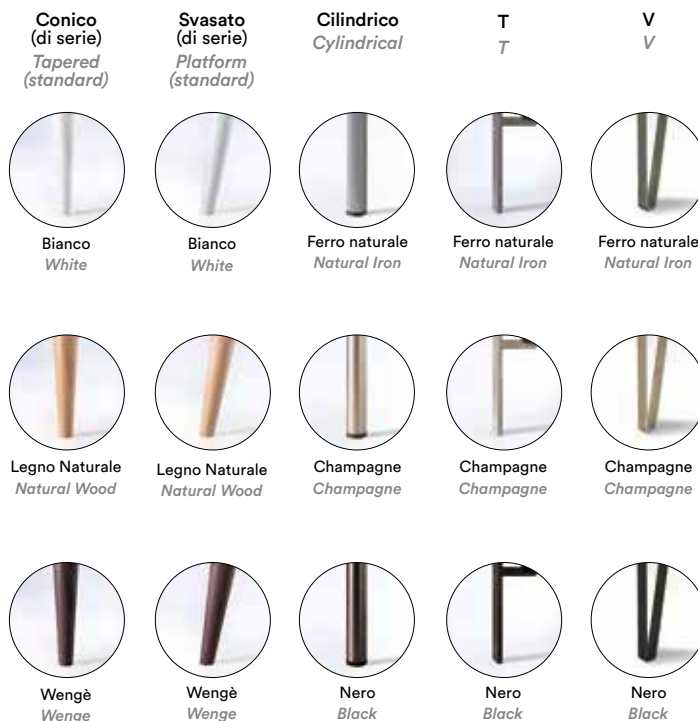 Conico
(di serie)
Tapered
(standard)
Svasato
(di serie)
Platform
(standard)
Cilindrico
Cylindrical
T
T
V
V
Bianco
White
Bianco
White
Ferro naturale
Natural Iron
Ferro naturale
Natural Iron
Ferro naturale
Natural Iron
Legno Naturale
Natural Wood
Legno Naturale
Natural Wood
Champagne
Champagne
Champagne
Champagne
Champagne
Champagne
Wengè
Wenge
Wengè
Wenge
Nero
Black
Nero
Black
Nero
Black